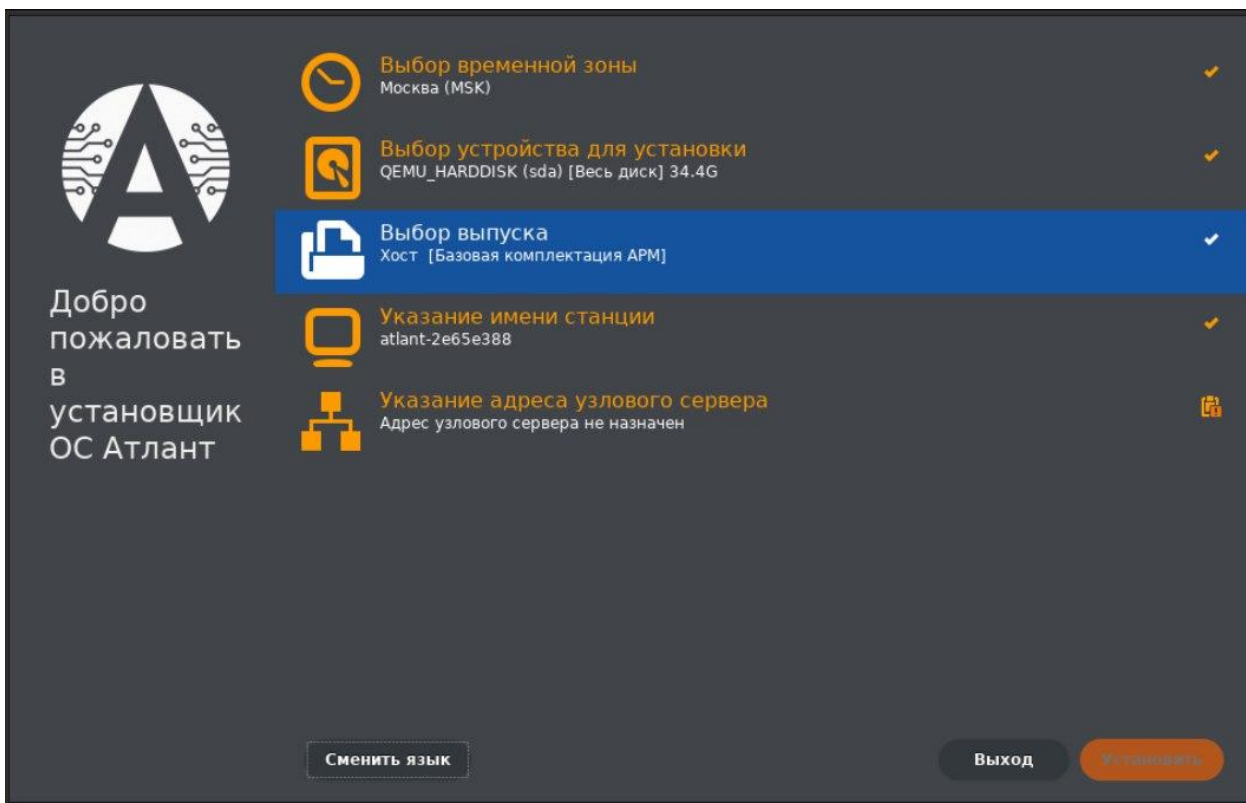 Добро
пожаловать
в
установщик
ОС Атлант
Выбор временной зоны
Москва (MSK)
Выбор устройства для установки
QEMU_HARDDISK (sda) [Весь диск] 34.4G
Выбор выпуска
Хост [Базовая комплектация АРМ]
Указание имени станции
atlant-2e65e388
Указание адреса узлового сервера
Адрес узлового сервера не назначен
Сменить язык
Выход
Установить